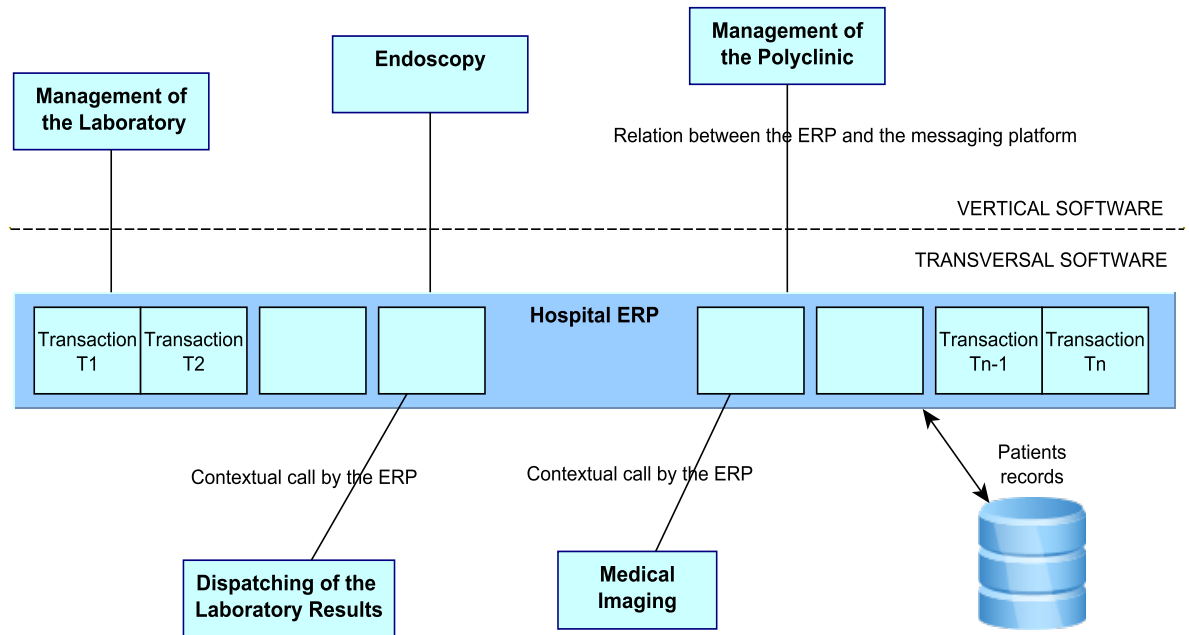 Management of
the Polyclinic
Endoscopy
Management of
the Laboratory
Relation between the ERP and the messaging platform
VERTICAL SOFTWARE
TRANSVERSAL SOFTWARE
Hospital ERP
Transaction
T1
Transaction
T2
Transaction
Tn-1
Transaction
Tn
Contextual call by the ERP
Contextual call by the ERP
Patients
records
Dispatching of the
Laboratory Results
Medical
Imaging